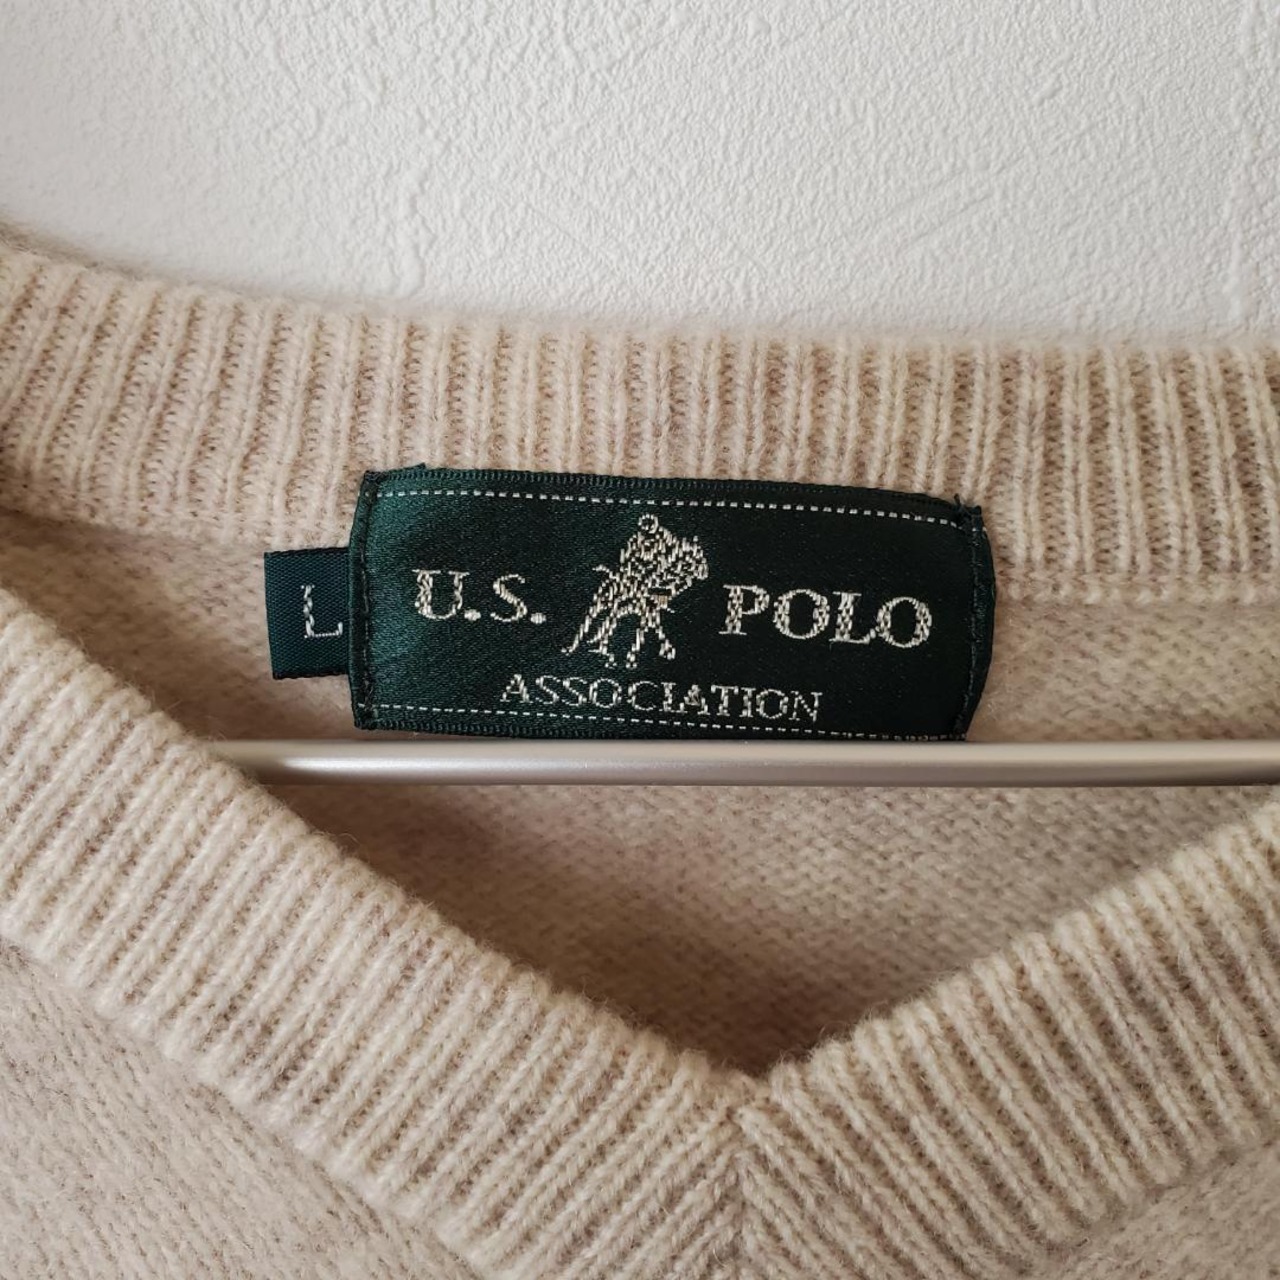 L
U.S. POLO
ASSOCIATION